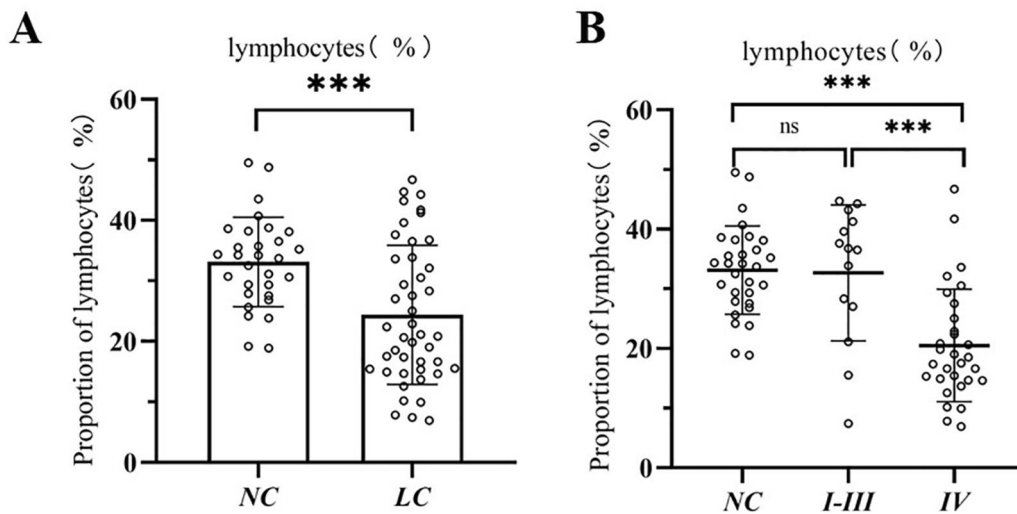 A
lymphocytes( %)
***
Proportion of lymphocytes( %)
60
40
20
0
NC LC
B
lymphocytes( %)
***
ns ***
Proportion of lymphocytes( %)
60
40
20
0
NC I-III IV